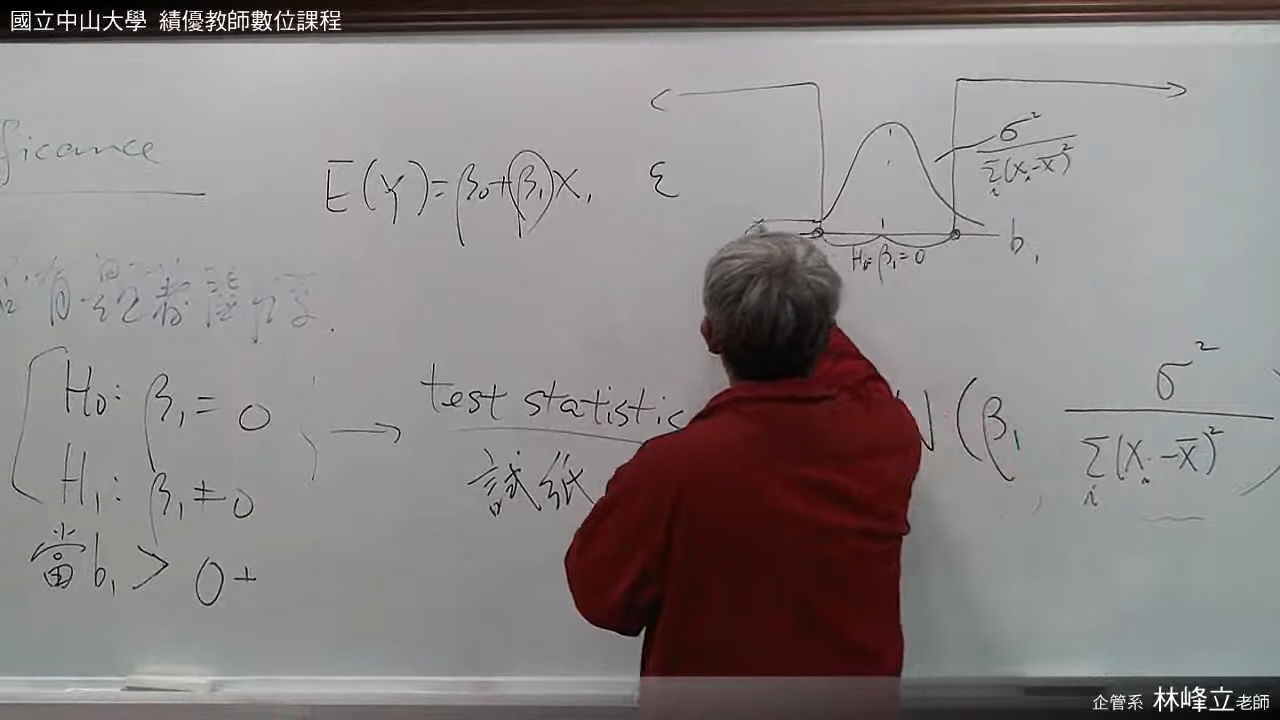 國立中山大學 績優教師數位課程
ficance
E(Y)=β₀+β₁X₁
ε
σ²
Σᵢ(Xᵢ-X̄)²
H₀: β₁=0
b₁
H₀: β₁ = 0
H₁: β₁ ≠ 0
當 b₁ > 0+
→ test statistic
試紙
N(β₁, σ² / Σᵢ(Xᵢ-X̄)²)
企管系 林峰立老師